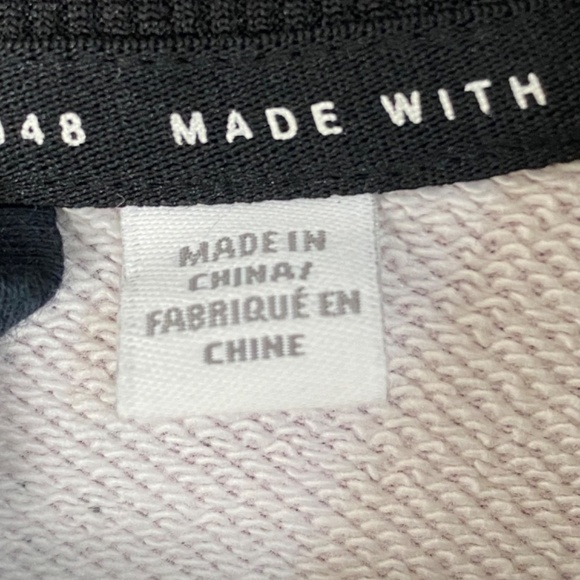 48 MADE WITH
MADE IN
CHINA/
FABRIQUÉ EN
CHINE